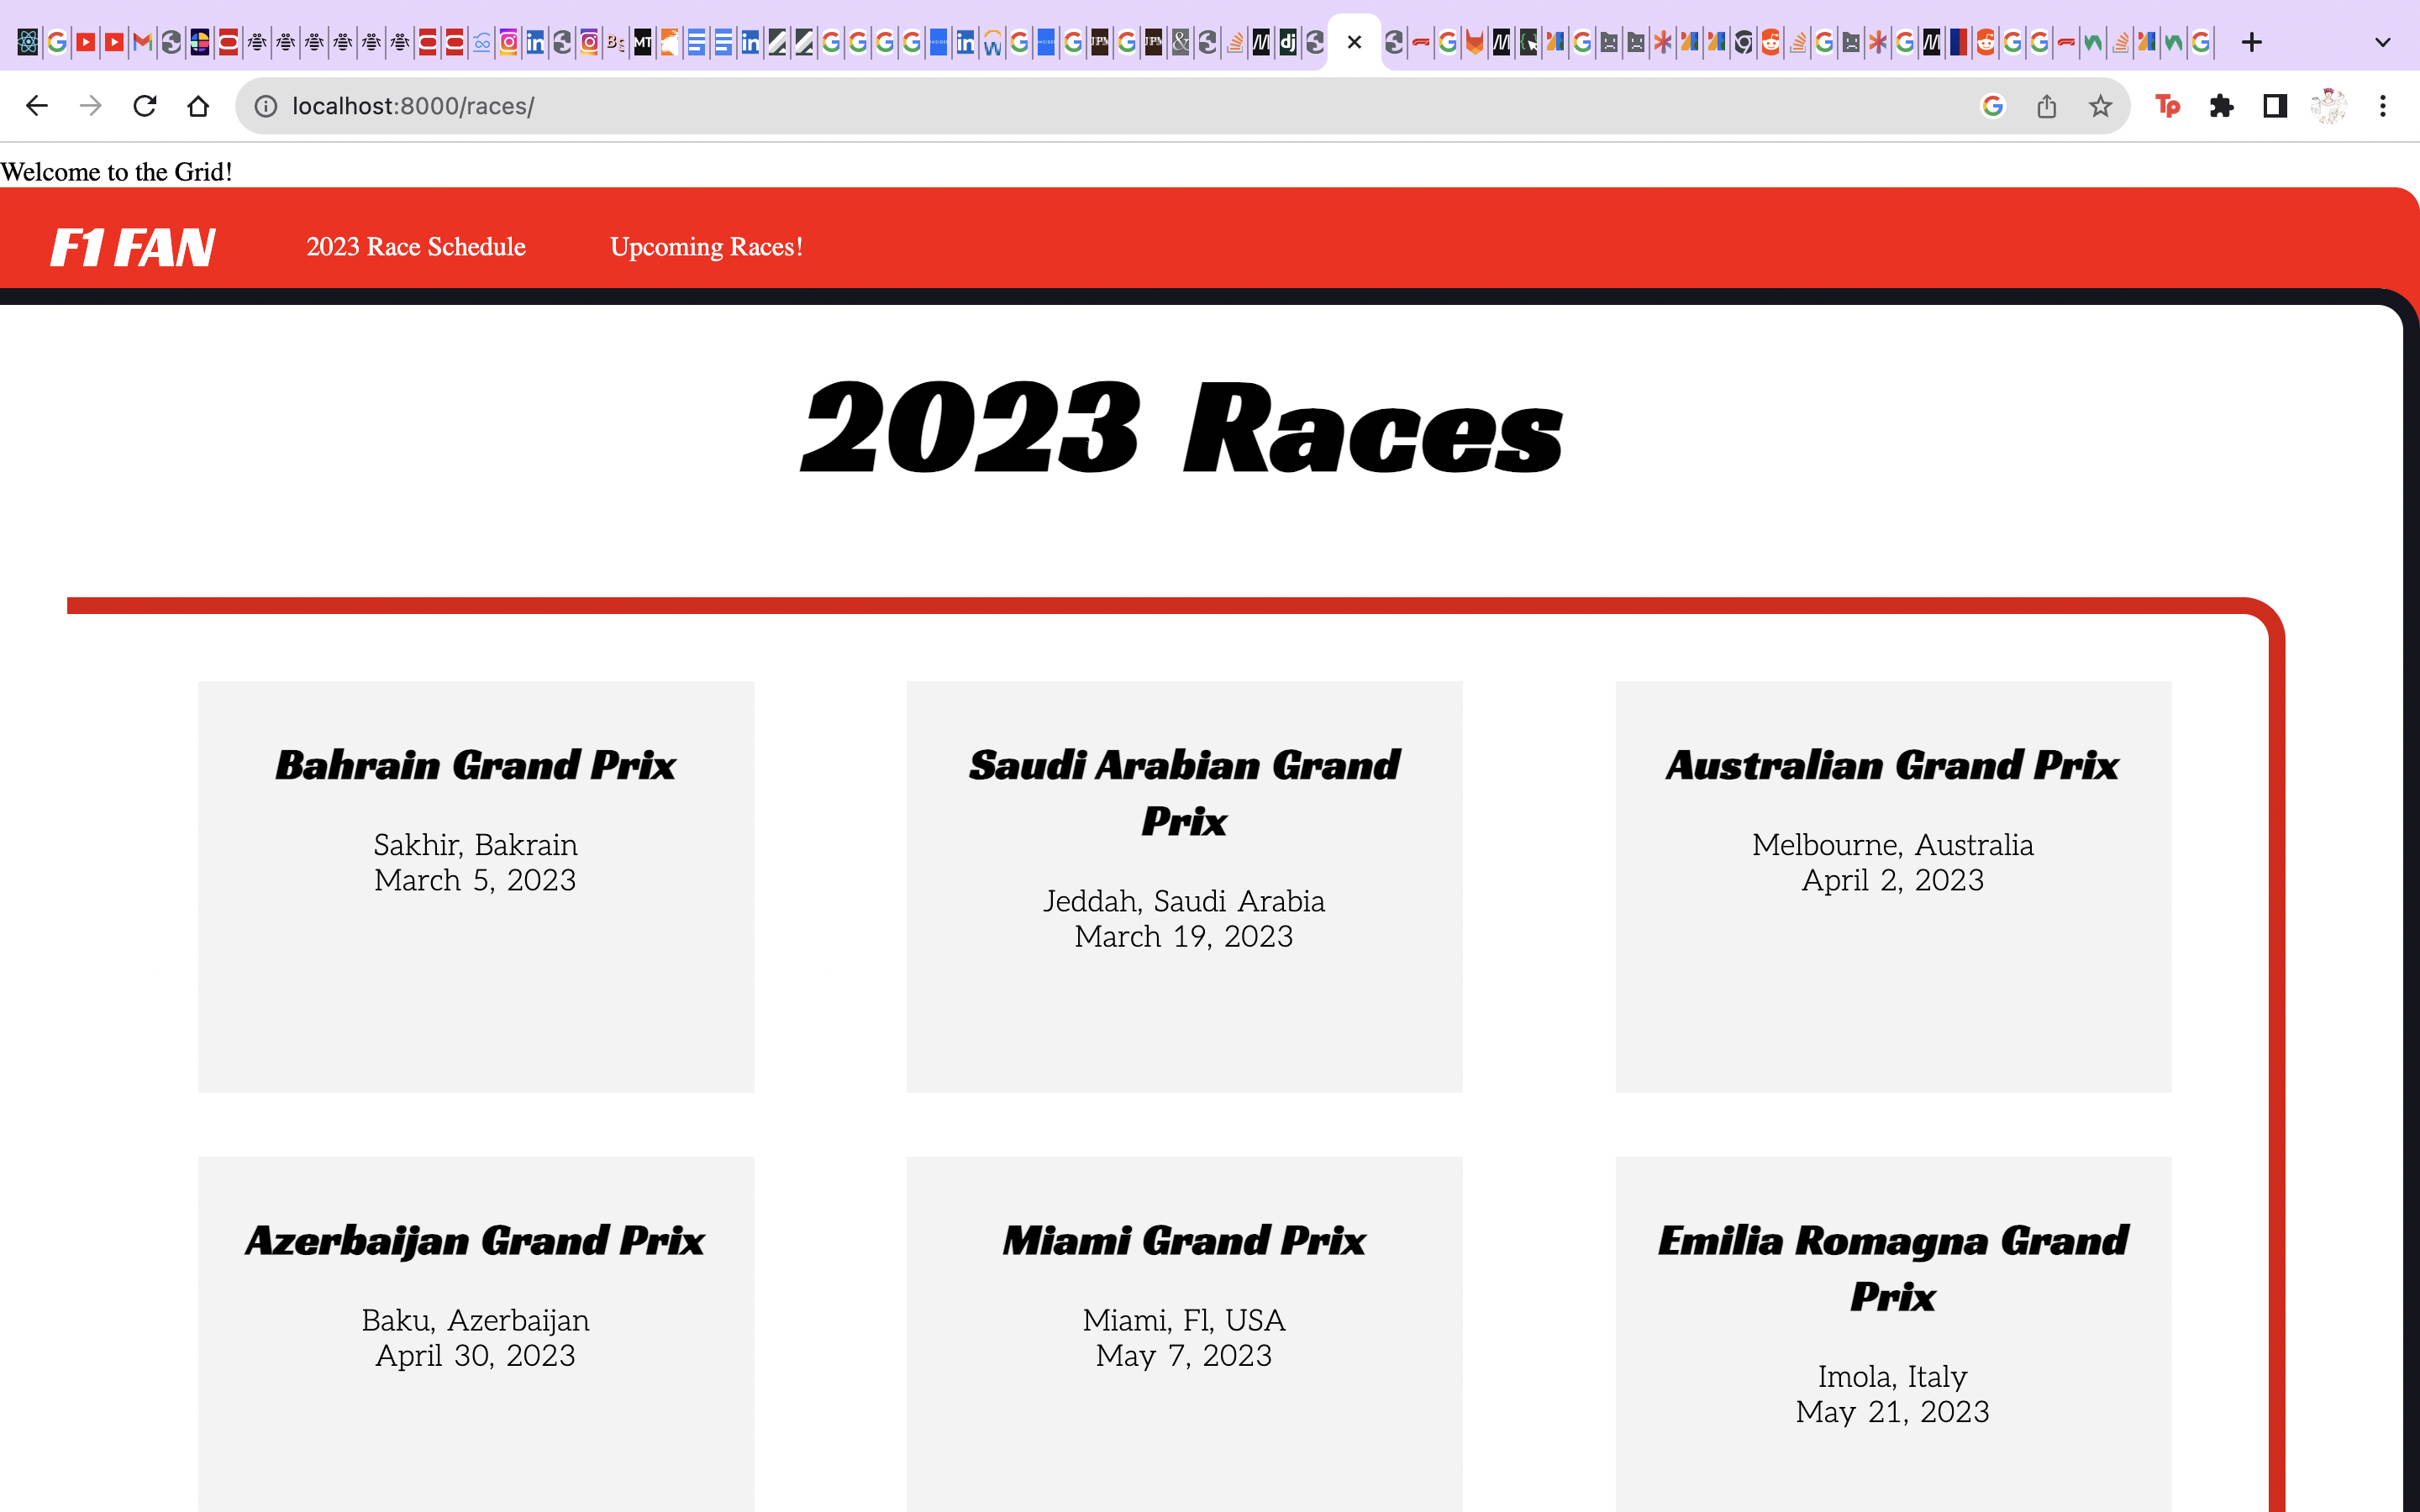 localhost:8000/races/
Welcome to the Grid!
F1 FAN
2023 Race Schedule
Upcoming Races!
2023 Races
Bahrain Grand Prix
Sakhir, Bakrain
March 5, 2023
Saudi Arabian Grand
Prix
Jeddah, Saudi Arabia
March 19, 2023
Australian Grand Prix
Melbourne, Australia
April 2, 2023
Azerbaijan Grand Prix
Baku, Azerbaijan
April 30, 2023
Miami Grand Prix
Miami, Fl, USA
May 7, 2023
Emilia Romagna Grand
Prix
Imola, Italy
May 21, 2023